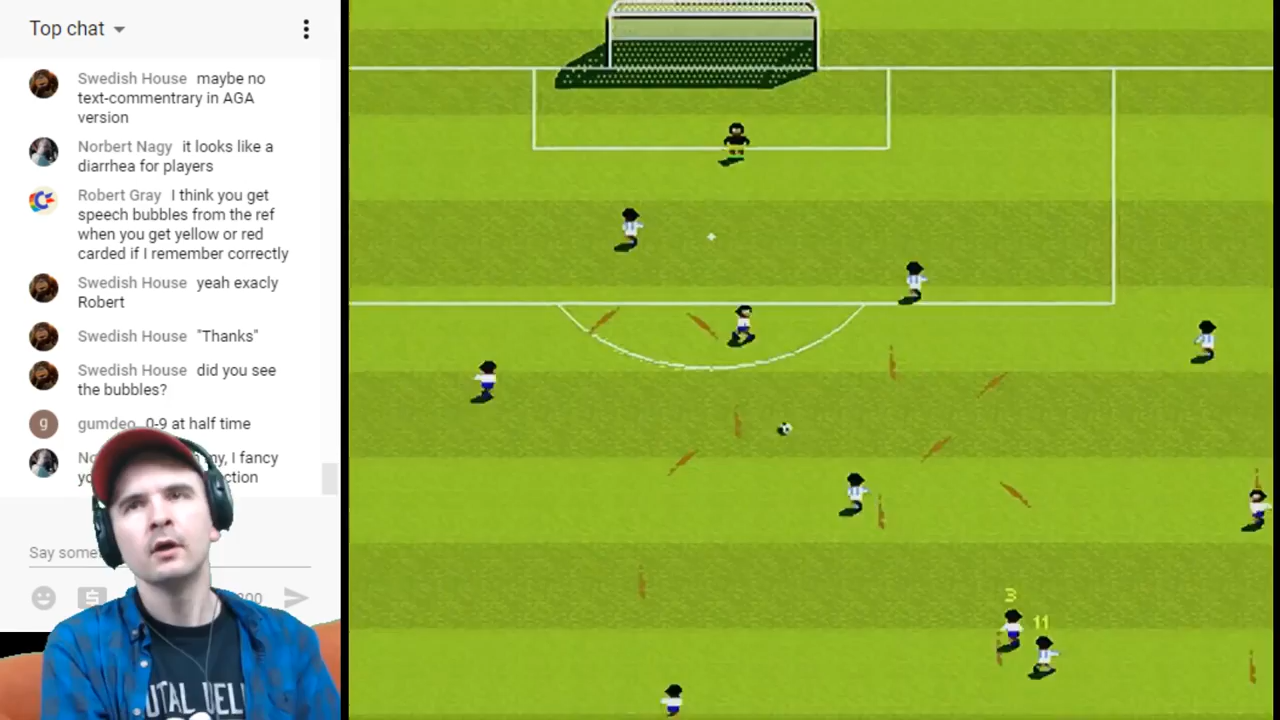 Top chat
Swedish House maybe no
text-commentrary in AGA
version
Norbert Nagy it looks like a
diarrhea for players
Robert Gray I think you get
speech bubbles from the ref
when you get yellow or red
carded if I remember correctly
Swedish House yeah exacly
Robert
Swedish House "Thanks"
Swedish House did you see
the bubbles?
g
gumdeo 0-9 at half time
I fancy
Say some
3
11